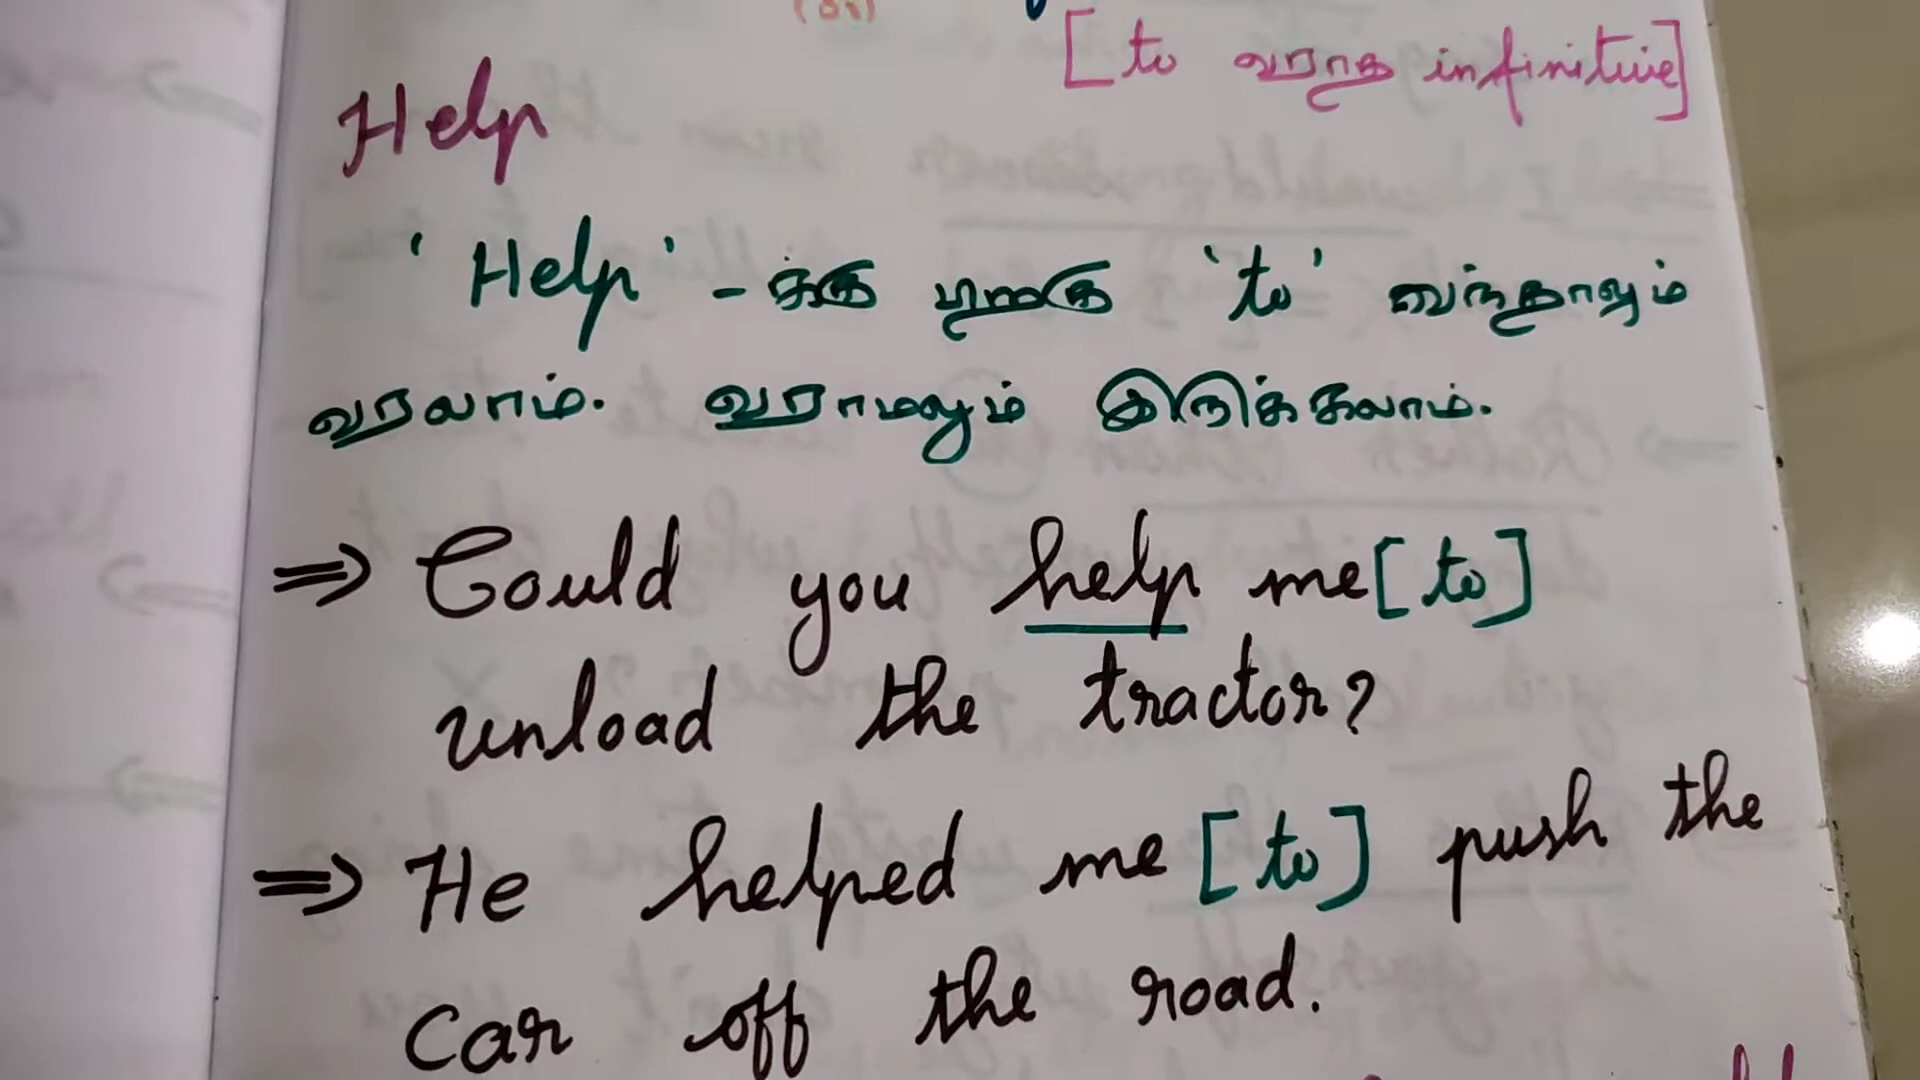 (or)
[to வராத infinitive]
Help
'Help' - க்கு பிறகு 'to' வந்தாலும்
வரலாம். வராமலும் இருக்கலாம்.
⇒ Could you help me [to]
unload the tractor?
⇒ He helped me [to] push the
car off the road.